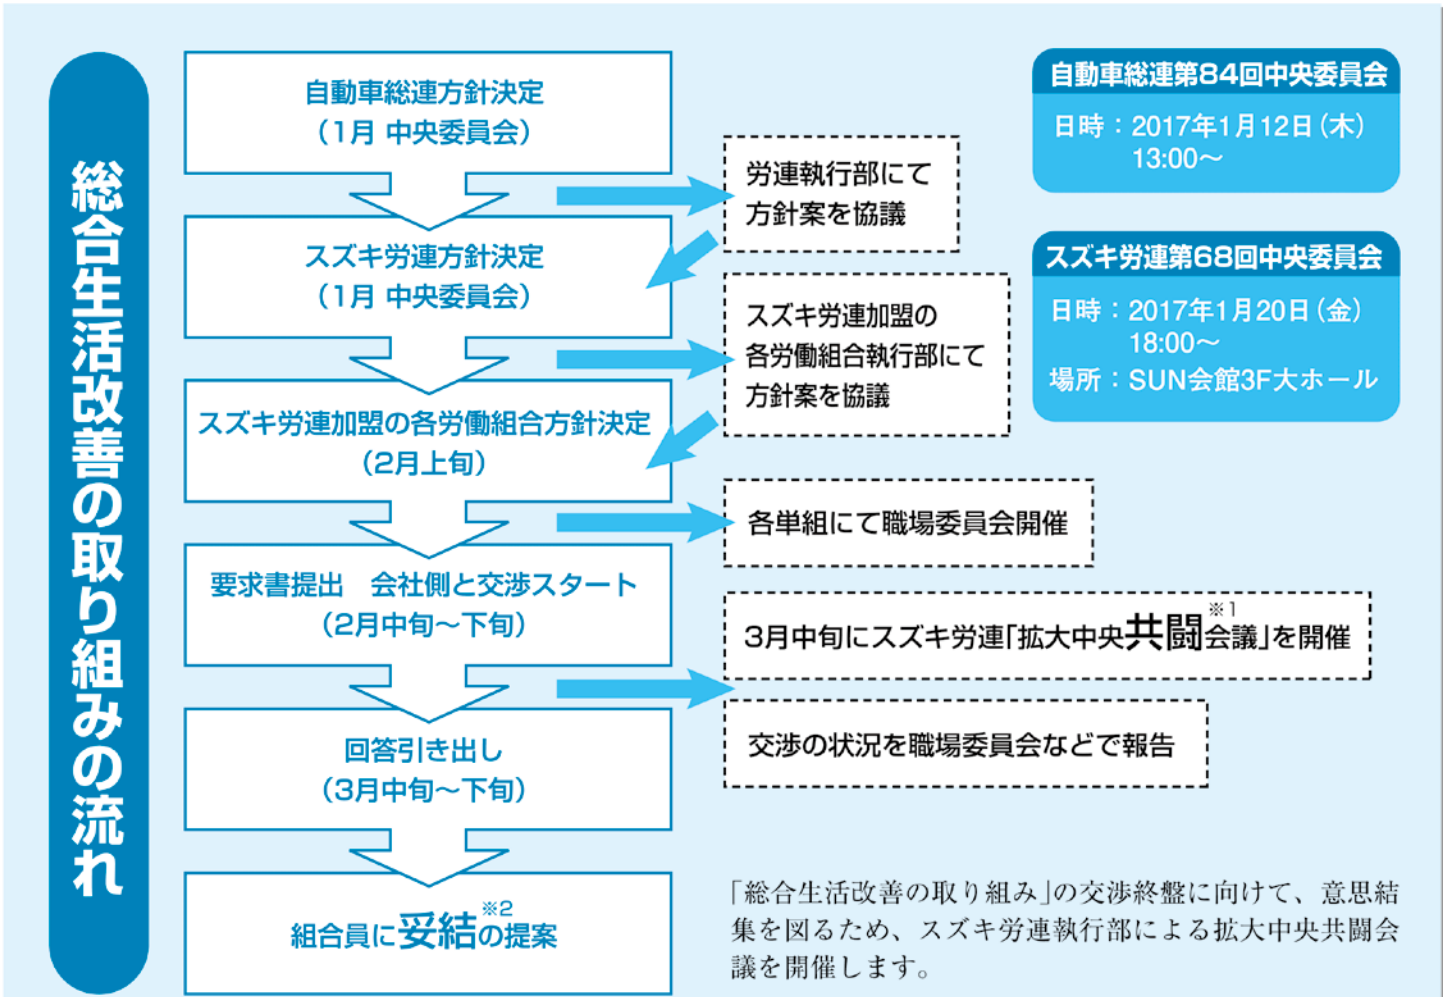 総合生活改善の取り組みの流れ
自動車総連方針決定
（1月 中央委員会）
労連執行部にて
方針案を協議
スズキ労連方針決定
（1月 中央委員会）
スズキ労連加盟の
各労働組合執行部にて
方針案を協議
スズキ労連加盟の各労働組合方針決定
（2月上旬）
各単組にて職場委員会開催
要求書提出　会社側と交渉スタート
（2月中旬～下旬）
3月中旬にスズキ労連「拡大中央共闘会議」を開催
※1
交渉の状況を職場委員会などで報告
回答引き出し
（3月中旬～下旬）
組合員に妥結の提案
※2
自動車総連第84回中央委員会
日時：2017年1月12日（木）
13:00～
スズキ労連第68回中央委員会
日時：2017年1月20日（金）
18:00～
場所：SUN会館3F大ホール
「総合生活改善の取り組み」の交渉終盤に向けて、意思結
集を図るため、スズキ労連執行部による拡大中央共闘会
議を開催します。